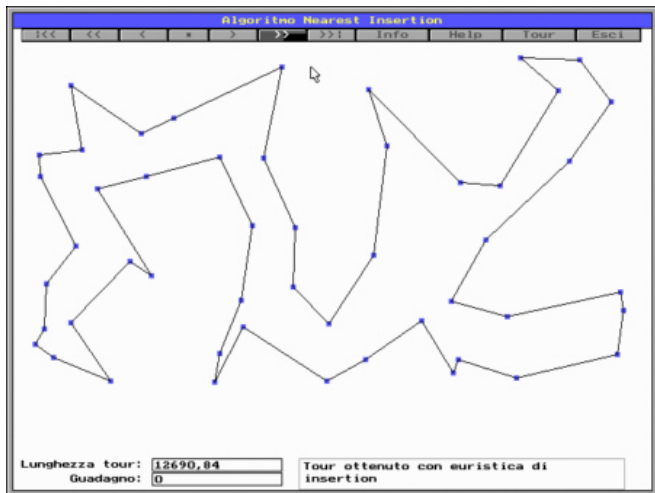 Algoritmo Nearest Insertion
¦<< << < ▪ > >> >>¦ Info Help Tour Esci
Lunghezza tour: 12690,84
Guadagno: 0
Tour ottenuto con euristica di
insertion